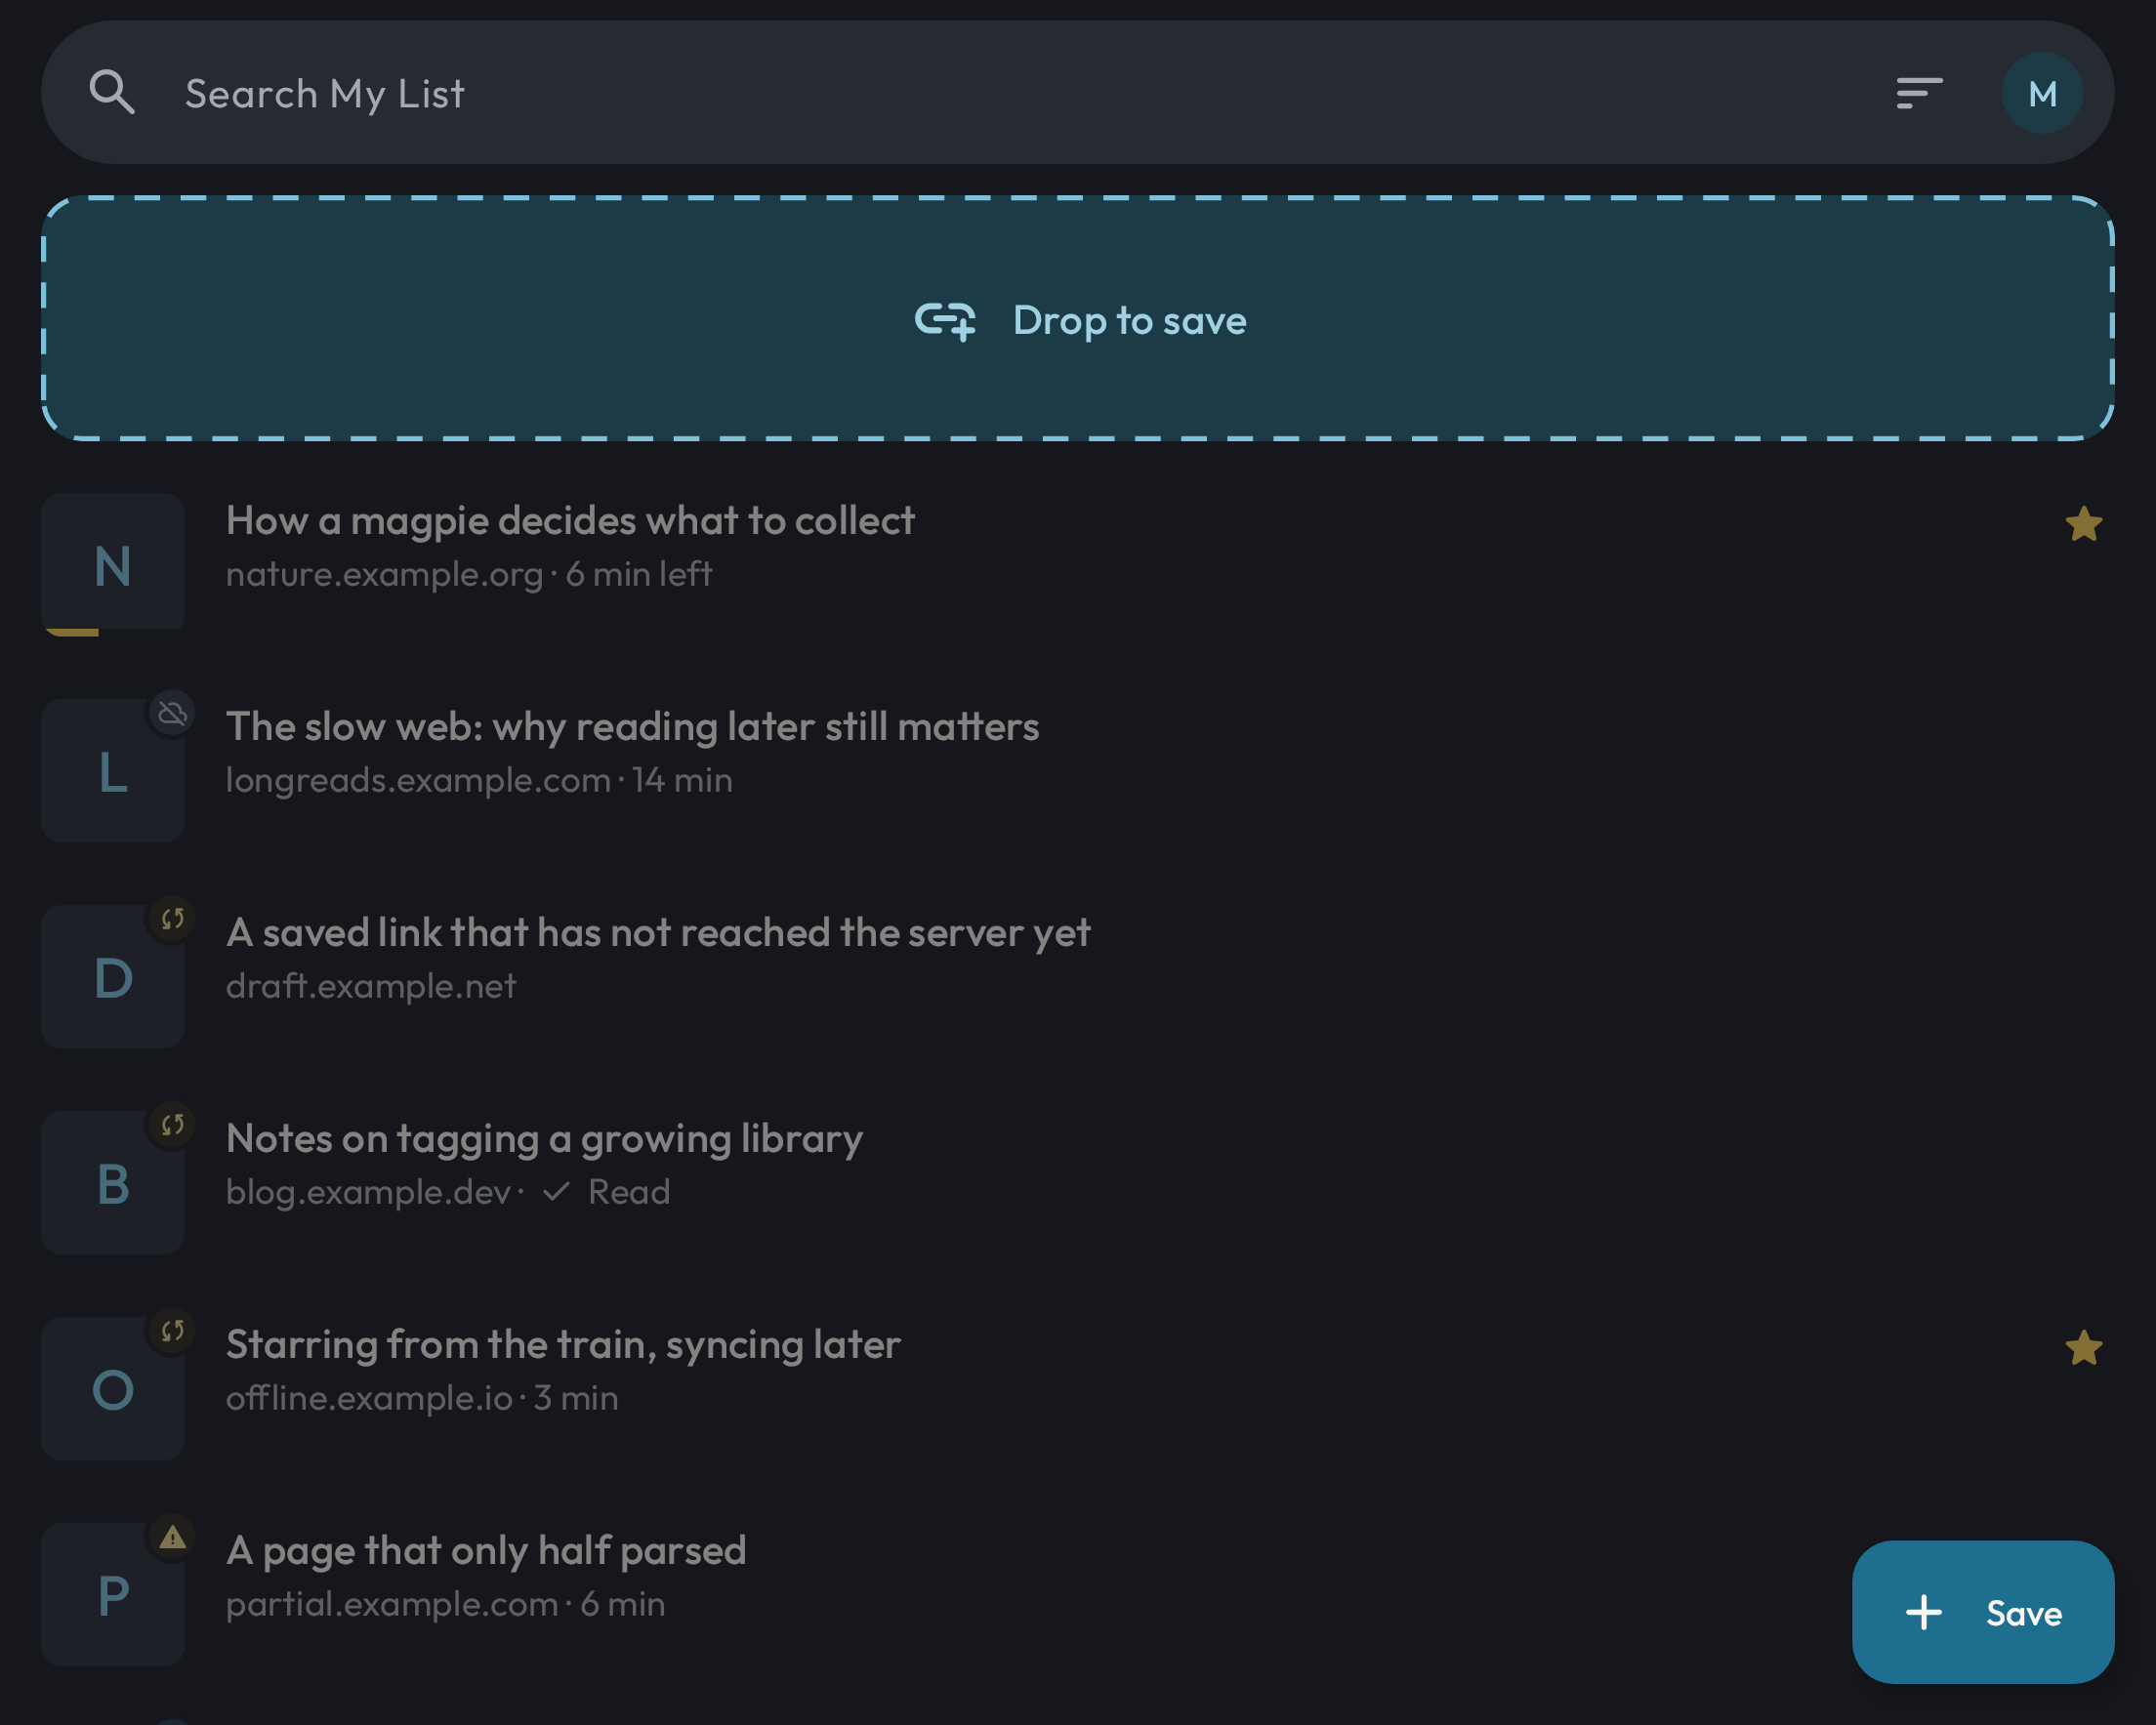 Search My List
M
Drop to save
N
How a magpie decides what to collect
nature.example.org · 6 min left
L
The slow web: why reading later still matters
longreads.example.com · 14 min
D
A saved link that has not reached the server yet
draft.example.net
B
Notes on tagging a growing library
blog.example.dev · ✓ Read
O
Starring from the train, syncing later
offline.example.io · 3 min
P
A page that only half parsed
partial.example.com · 6 min
Save